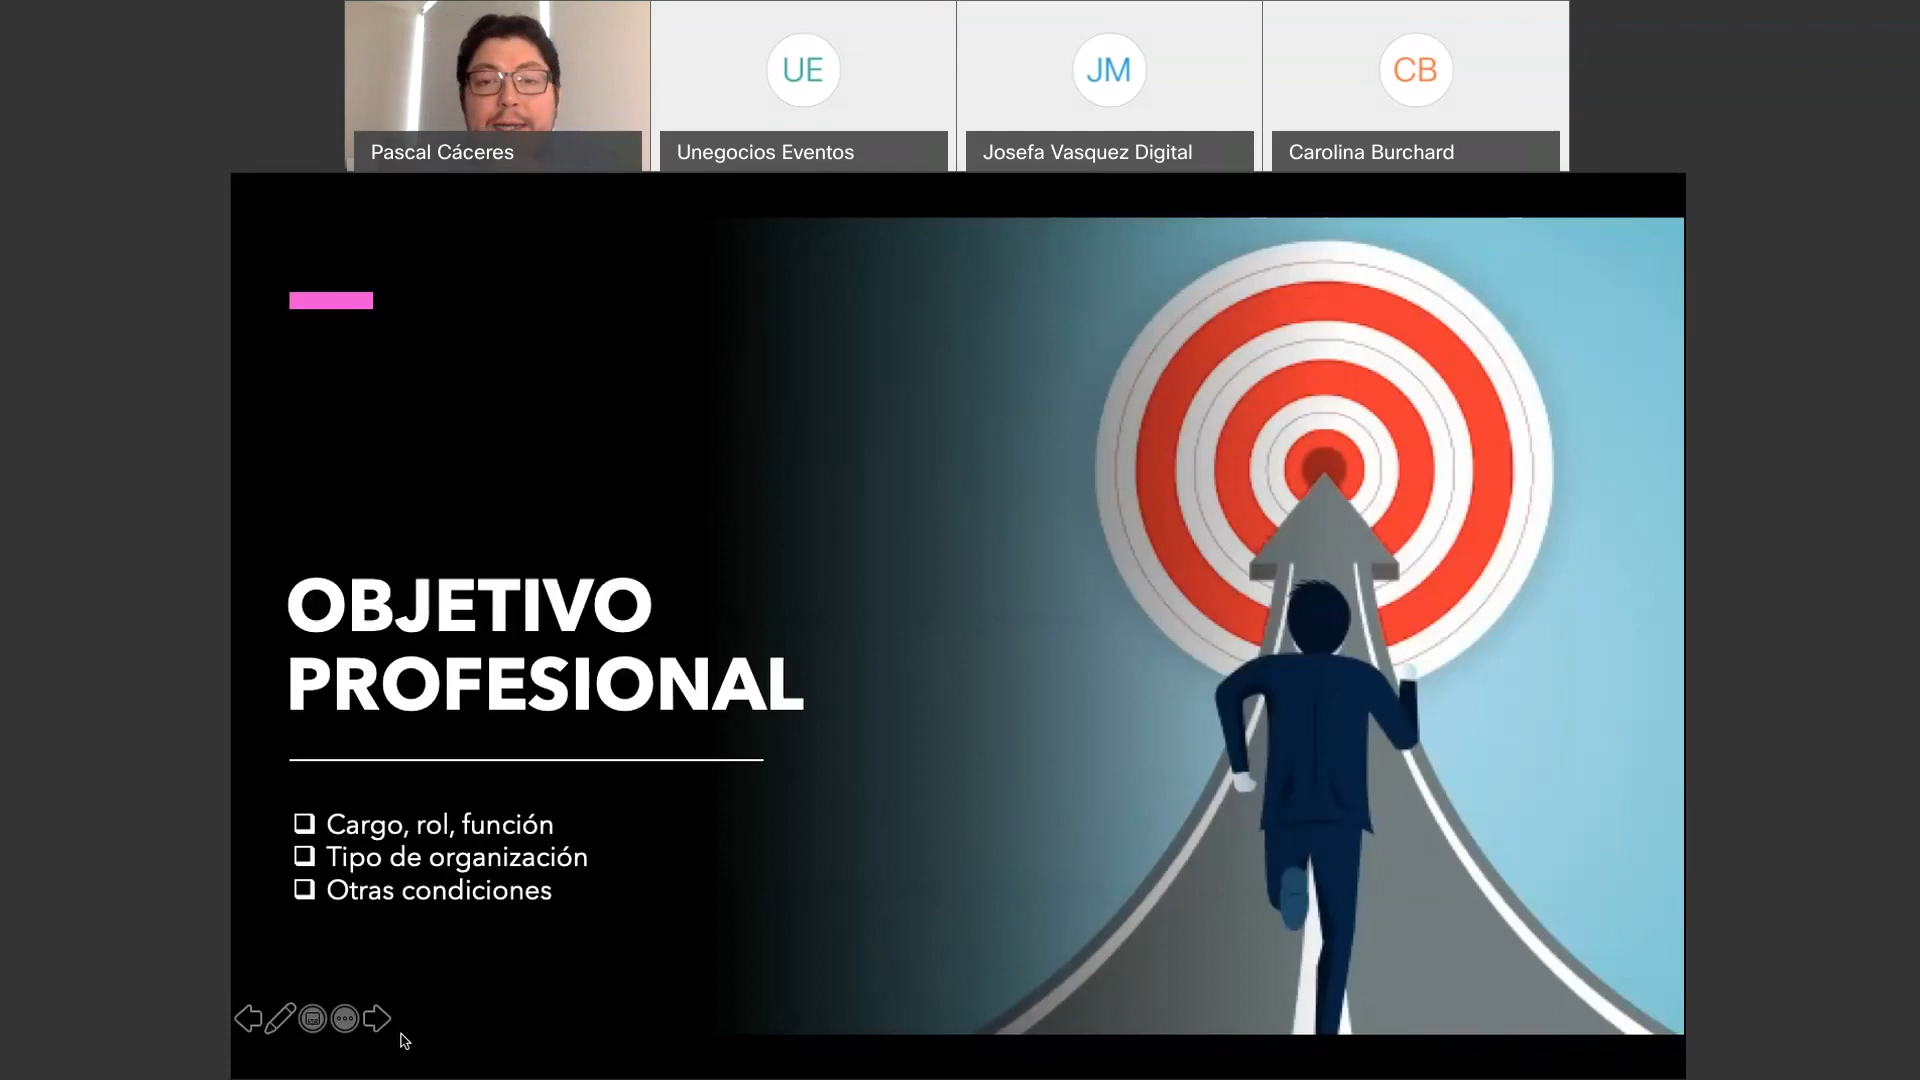 UE
JM
CB
Pascal Cáceres
Unegocios Eventos
Josefa Vasquez Digital
Carolina Burchard
OBJETIVO
PROFESIONAL
Cargo, rol, función
Tipo de organización
Otras condiciones